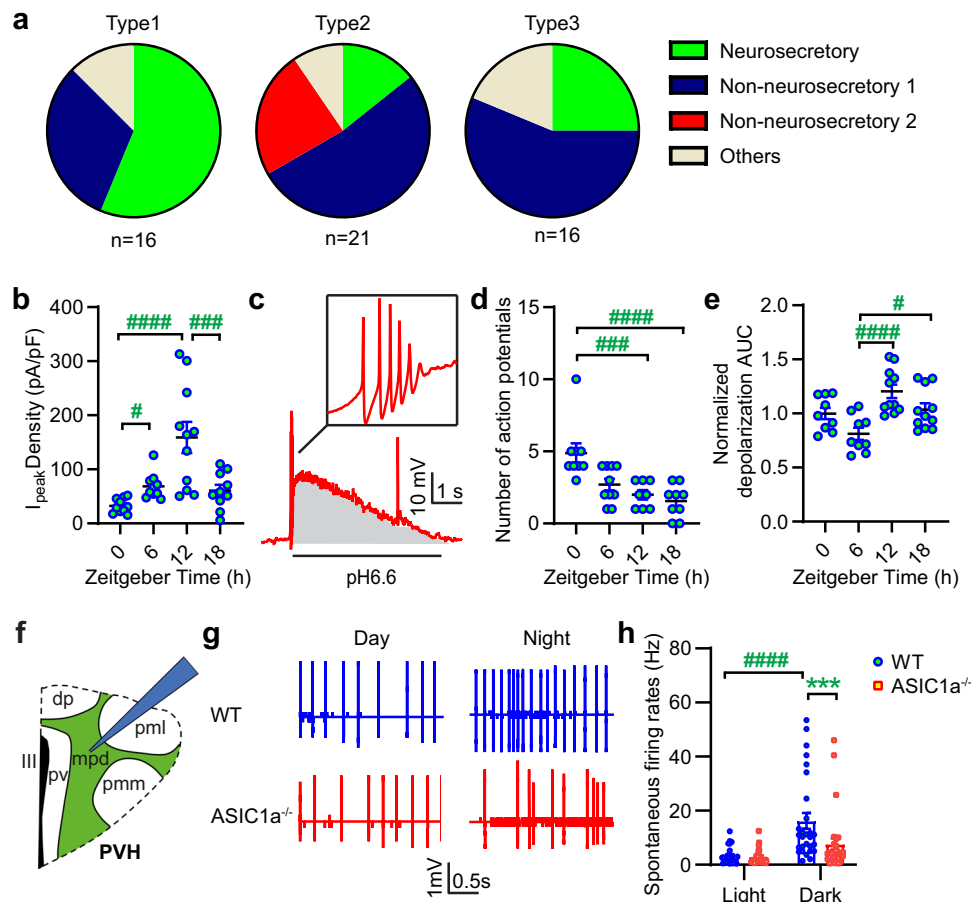 a
Type1 Type2 Type3
Neurosecretory
Non-neurosecretory 1
Non-neurosecretory 2
Others
n=16 n=21 n=16
b
IpeakDensity (pA/pF)
400
300
200
100
0
#### ###
#
0 6 12 18
Zeitgeber Time (h)
c
10 mV
1 s
pH6.6
d
Number of action potentials
15
10
5
0
####
###
0 6 12 18
Zeitgeber Time (h)
e
Normalized
depolarization AUC
2.0
1.5
1.0
0.5
0.0
#
####
0 6 12 18
Zeitgeber Time (h)
f
dp
pml
III
mpd
pv
pmm
PVH
g
Day Night
WT
ASIC1a-/-
1mV
0.5s
h
Spontaneous firing rates (Hz)
80
60
40
20
0
####
***
WT
ASIC1a-/-
Light Dark